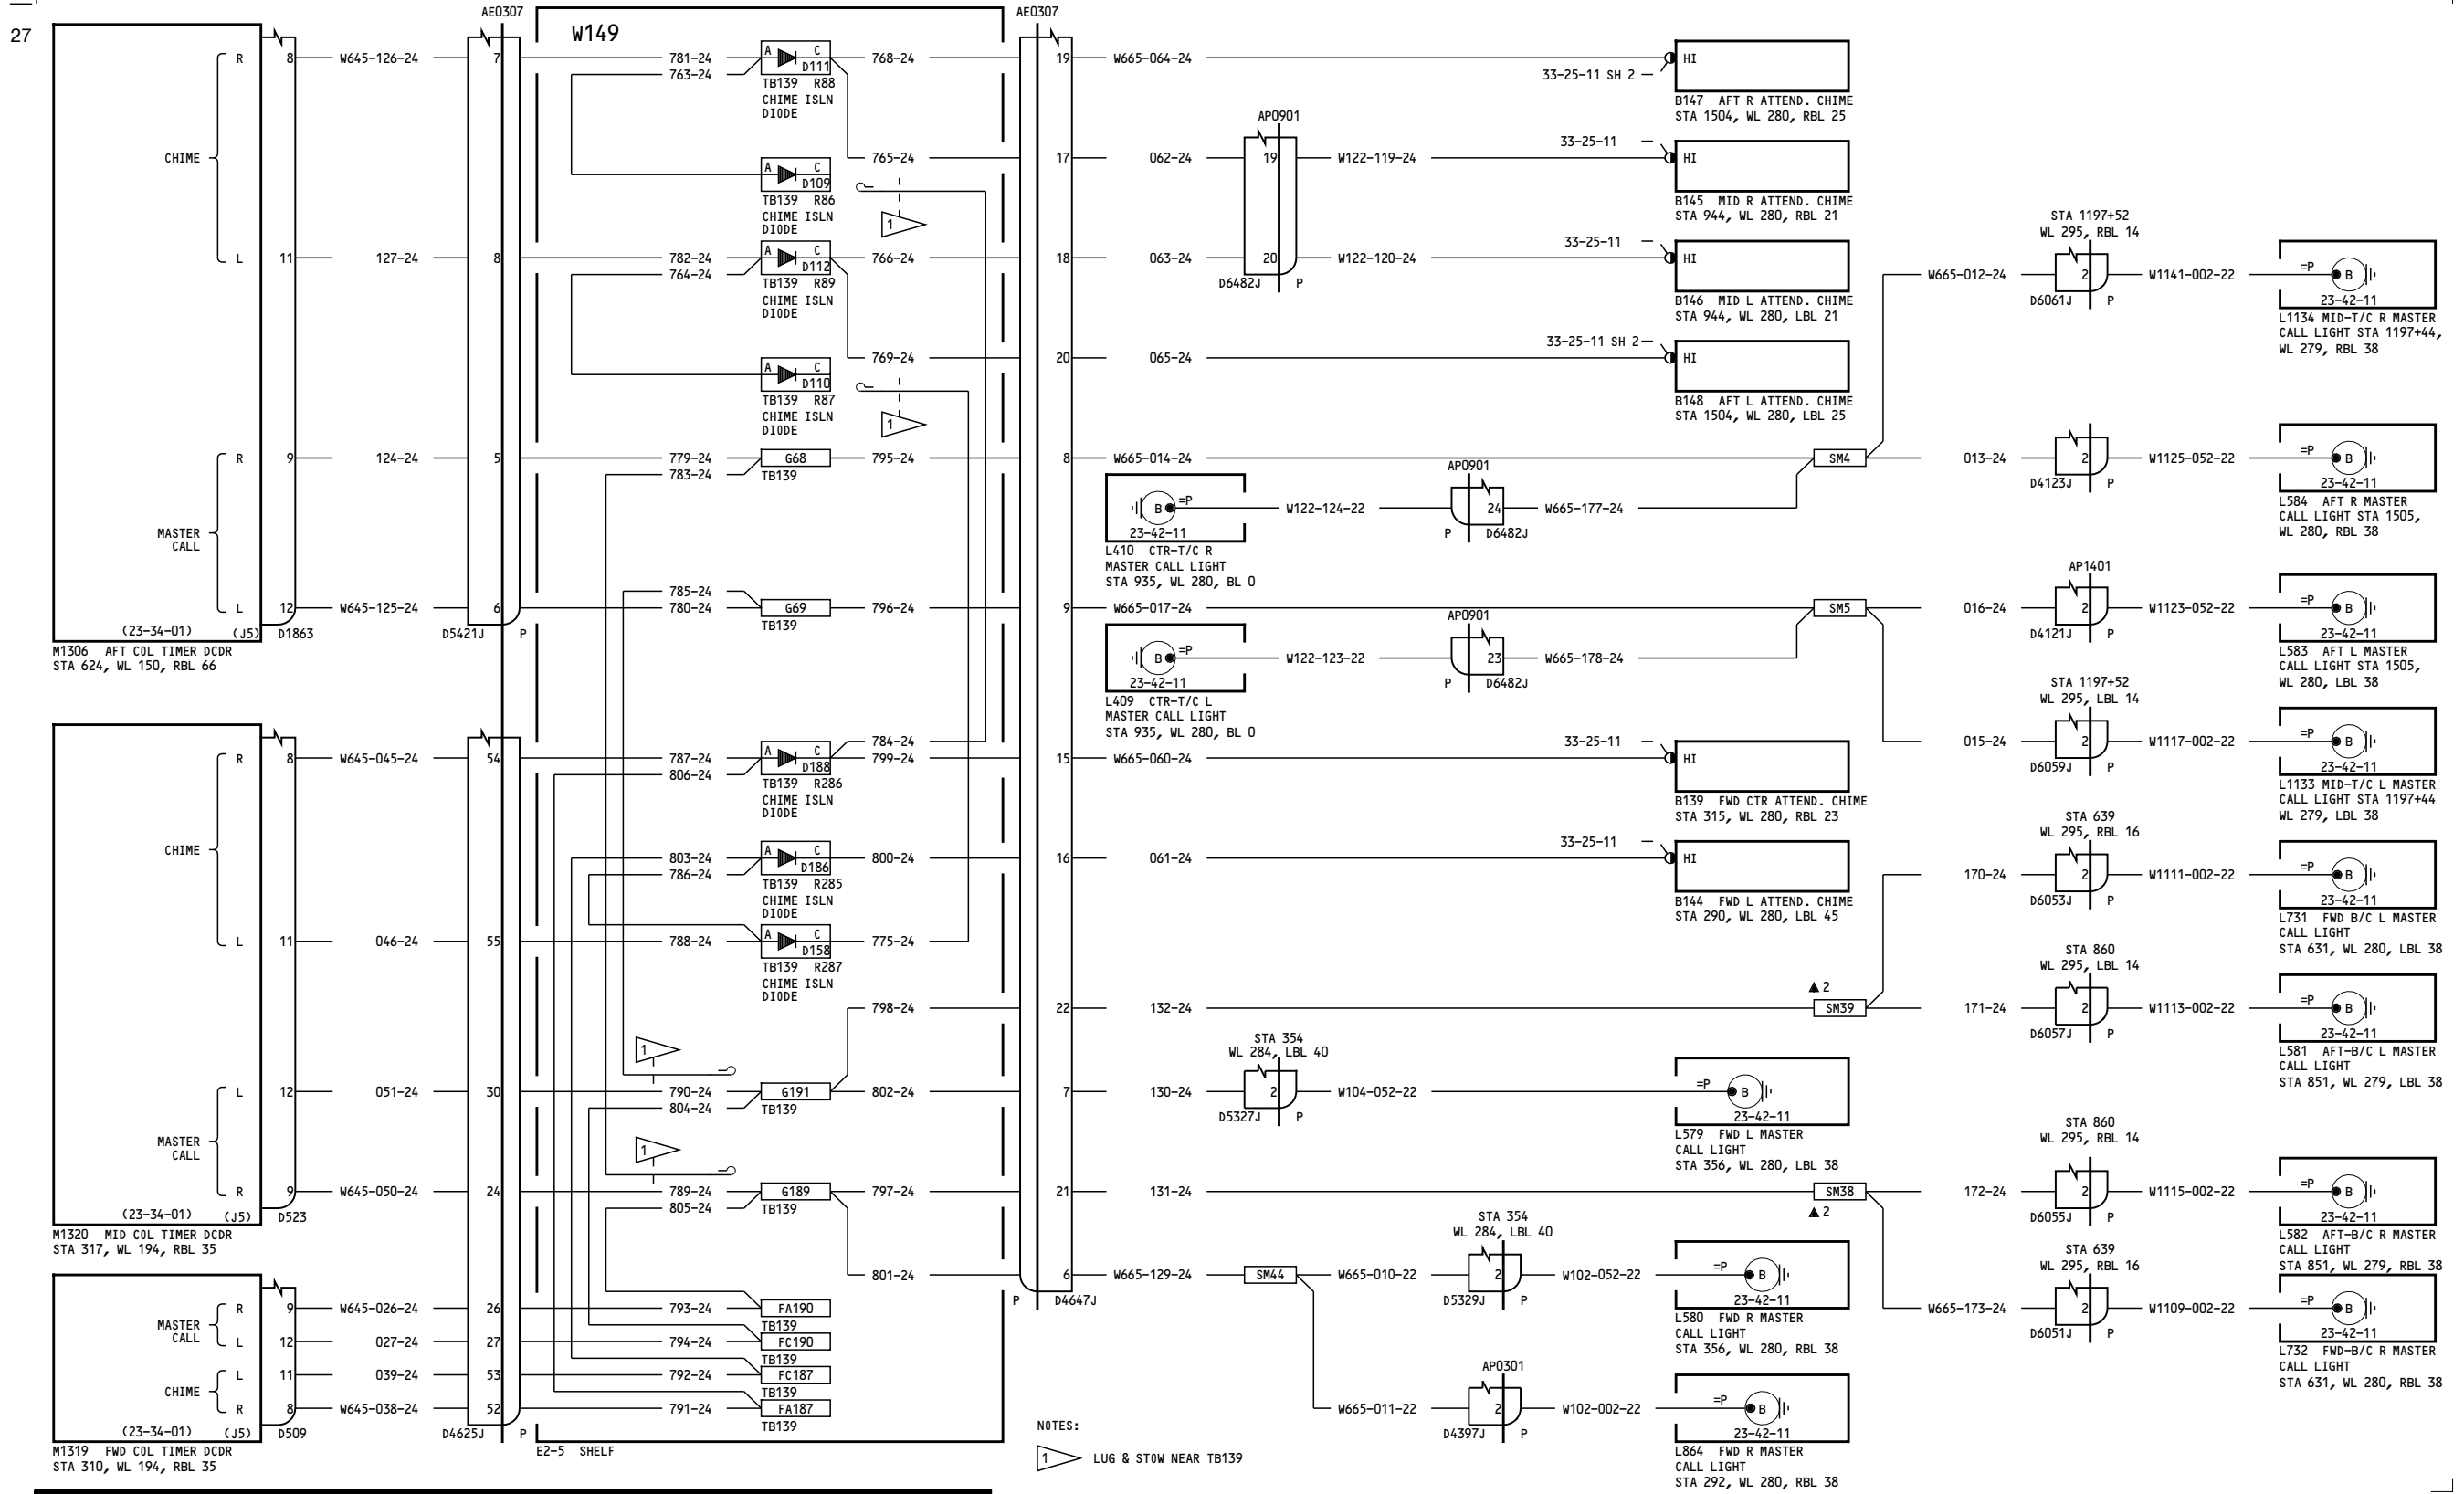 27
AE0307
W149
AE0307
CHIME
R
8
W645-126-24
7
781-24
763-24
A C
D111
TB139 R88
CHIME ISLN
DIODE
768-24
19
W665-064-24
33-25-11 SH 2
HI
B147 AFT R ATTEND. CHIME
STA 1504, WL 280, RBL 25
765-24
17
062-24
AP0901
19
W122-119-24
33-25-11
HI
B145 MID R ATTEND. CHIME
STA 944, WL 280, RBL 21
A C
D109
TB139 R86
CHIME ISLN
DIODE
1
L
11
127-24
8
782-24
764-24
A C
D112
TB139 R89
CHIME ISLN
DIODE
766-24
18
063-24
20
D6482J P
W122-120-24
33-25-11
HI
B146 MID L ATTEND. CHIME
STA 944, WL 280, LBL 21
769-24
20
065-24
33-25-11 SH 2
HI
B148 AFT L ATTEND. CHIME
STA 1504, WL 280, LBL 25
A C
D110
TB139 R87
CHIME ISLN
DIODE
1
STA 1197+52
WL 295, RBL 14
W665-012-24
2
D6061J P
W1141-002-22
=P
B
23-42-11
L1134 MID-T/C R MASTER
CALL LIGHT STA 1197+44,
WL 279, RBL 38
MASTER
CALL
R
9
124-24
5
779-24
783-24
G68
TB139
795-24
8
W665-014-24
SM4
013-24
2
D4123J P
W1125-052-22
=P
B
23-42-11
L584 AFT R MASTER
CALL LIGHT STA 1505,
WL 280, RBL 38
B
=P
23-42-11
L410 CTR-T/C R
MASTER CALL LIGHT
STA 935, WL 280, BL 0
W122-124-22
AP0901
24
P D6482J
W665-177-24
L
12
W645-125-24
6
785-24
780-24
G69
TB139
796-24
9
W665-017-24
SM5
016-24
AP1401
2
D4121J P
W1123-052-22
=P
B
23-42-11
L583 AFT L MASTER
CALL LIGHT STA 1505,
WL 280, LBL 38
(23-34-01)
(J5)
D1863
D5421J P
M1306 AFT COL TIMER DCDR
STA 624, WL 150, RBL 66
B
=P
23-42-11
L409 CTR-T/C L
MASTER CALL LIGHT
STA 935, WL 280, BL 0
W122-123-22
AP0901
23
P D6482J
W665-178-24
STA 1197+52
WL 295, LBL 14
015-24
2
D6059J P
W1117-002-22
=P
B
23-42-11
L1133 MID-T/C L MASTER
CALL LIGHT STA 1197+44
WL 279, LBL 38
CHIME
R
8
W645-045-24
54
787-24
806-24
A C
D188
TB139 R286
CHIME ISLN
DIODE
784-24
799-24
15
W665-060-24
33-25-11
HI
B139 FWD CTR ATTEND. CHIME
STA 315, WL 280, RBL 23
803-24
786-24
A C
D186
TB139 R285
CHIME ISLN
DIODE
800-24
16
061-24
33-25-11
HI
B144 FWD L ATTEND. CHIME
STA 290, WL 280, LBL 45
L
11
046-24
55
788-24
A C
D158
TB139 R287
CHIME ISLN
DIODE
775-24
STA 639
WL 295, RBL 16
170-24
2
D6053J P
W1111-002-22
=P
B
23-42-11
L731 FWD B/C L MASTER
CALL LIGHT
STA 631, WL 280, LBL 38
798-24
22
132-24
2
SM39
171-24
STA 860
WL 295, LBL 14
2
D6057J P
W1113-002-22
=P
B
23-42-11
L581 AFT-B/C L MASTER
CALL LIGHT
STA 851, WL 279, LBL 38
1
MASTER
CALL
L
12
051-24
30
790-24
804-24
G191
TB139
802-24
7
130-24
STA 354
WL 284, LBL 40
2
D5327J P
W104-052-22
=P
B
23-42-11
L579 FWD L MASTER
CALL LIGHT
STA 356, WL 280, LBL 38
1
R
9
W645-050-24
24
789-24
805-24
G189
TB139
797-24
21
131-24
SM38
2
172-24
STA 860
WL 295, RBL 14
2
D6055J P
W1115-002-22
=P
B
23-42-11
L582 AFT-B/C R MASTER
CALL LIGHT
STA 851, WL 279, RBL 38
(23-34-01)
(J5)
D523
M1320 MID COL TIMER DCDR
STA 317, WL 194, RBL 35
801-24
6
P D4647J
W665-129-24
SM44
W665-010-22
STA 354
WL 284, LBL 40
2
D5329J P
W102-052-22
=P
B
23-42-11
L580 FWD R MASTER
CALL LIGHT
STA 356, WL 280, RBL 38
W665-173-24
STA 639
WL 295, RBL 16
2
D6051J P
W1109-002-22
=P
B
23-42-11
L732 FWD-B/C R MASTER
CALL LIGHT
STA 631, WL 280, RBL 38
MASTER
CALL
R
9
W645-026-24
26
793-24
FA190
TB139
L
12
027-24
27
794-24
FC190
TB139
CHIME
L
11
039-24
53
792-24
FC187
TB139
R
8
W645-038-24
52
791-24
FA187
TB139
(23-34-01)
(J5)
D509
D4625J P
M1319 FWD COL TIMER DCDR
STA 310, WL 194, RBL 35
E2-5 SHELF
W665-011-22
AP0301
2
D4397J P
W102-002-22
=P
B
23-42-11
L864 FWD R MASTER
CALL LIGHT
STA 292, WL 280, RBL 38
NOTES:
1 LUG & STOW NEAR TB139